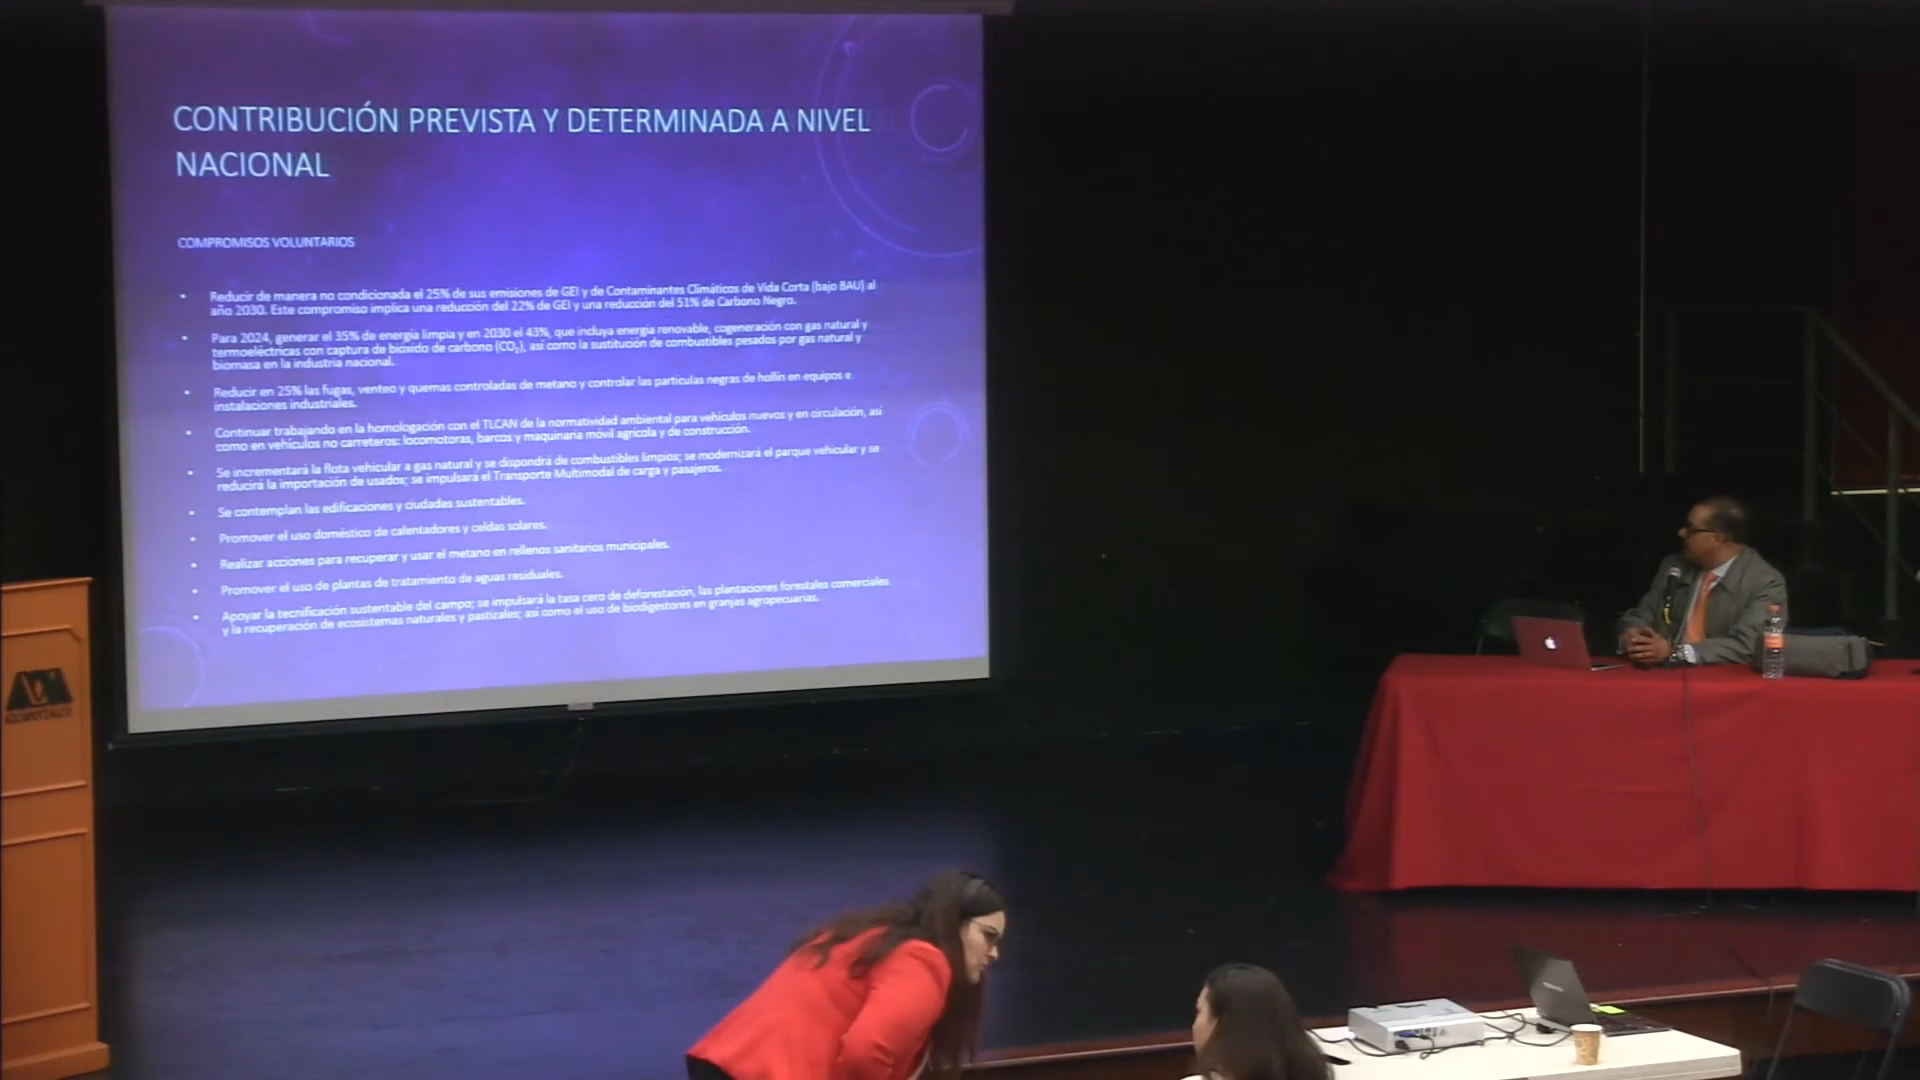 CONTRIBUCIÓN PREVISTA Y DETERMINADA A NIVEL
NACIONAL
COMPROMISOS VOLUNTARIOS
• Reducir de manera no condicionada el 25% de sus emisiones de GEI y de Contaminantes Climáticos de Vida Corta (bajo BAU) al
año 2030. Este compromiso implica una reducción del 22% de GEI y una reducción del 51% de Carbono Negro.
• Para 2024, generar el 35% de energía limpia y en 2030 el 43%, que incluya energía renovable, cogeneración con gas natural y
termoeléctricas con captura de bióxido de carbono (CO₂), así como la sustitución de combustibles pesados por gas natural y
biomasa en la industria nacional.
• Reducir en 25% las fugas, venteo y quemas controladas de metano y controlar las partículas negras de hollín en equipos e
instalaciones industriales.
• Continuar trabajando en la homologación con el TLCAN de la normatividad ambiental para vehículos nuevos y en circulación, así
como en vehículos no carreteros: locomotoras, barcos y maquinaria móvil agrícola y de construcción.
• Se incrementará la flota vehicular a gas natural y se dispondrá de combustibles limpios; se modernizará el parque vehicular y se
reducirá la importación de usados; se impulsará el Transporte Multimodal de carga y pasajeros.
• Se contemplan las edificaciones y ciudades sustentables.
• Promover el uso doméstico de calentadores y celdas solares.
• Realizar acciones para recuperar y usar el metano en rellenos sanitarios municipales.
• Promover el uso de plantas de tratamiento de aguas residuales.
• Apoyar la tecnificación sustentable del campo; se impulsará la tasa cero de deforestación, las plantaciones forestales comerciales
y la recuperación de ecosistemas naturales y pastizales; así como el uso de biodigestores en granjas agropecuarias.
AZCAPOTZALCO